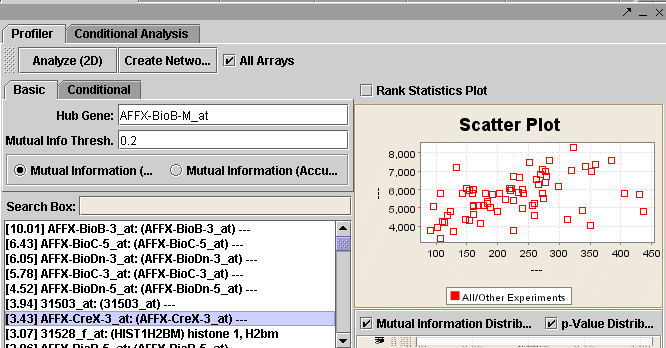 Profiler Conditional Analysis
Analyze (2D) Create Netwo... All Arrays
Basic Conditional
Hub Gene: AFFX-BioB-M_at
Mutual Info Thresh. 0.2
Mutual Information (... Mutual Information (Accu...
Search Box:
[10.01] AFFX-BioB-3_at: (AFFX-BioB-3_at) ---
[6.43] AFFX-BioC-5_at: (AFFX-BioC-5_at) ---
[6.05] AFFX-BioDn-3_at: (AFFX-BioDn-3_at) ---
[5.78] AFFX-BioC-3_at: (AFFX-BioC-3_at) ---
[4.52] AFFX-BioDn-5_at: (AFFX-BioDn-5_at) ---
[3.94] 31503_at: (31503_at) ---
[3.43] AFFX-CreX-3_at: (AFFX-CreX-3_at) ---
[3.07] 31528_f_at: (HIST1H2BM) histone 1, H2bm
Rank Statistics Plot
Scatter Plot
8,000
7,000
6,000
5,000
4,000
---
100 150 200 250 300 350 400 450
---
All/Other Experiments
Mutual Information Distrib... p-Value Distrib...